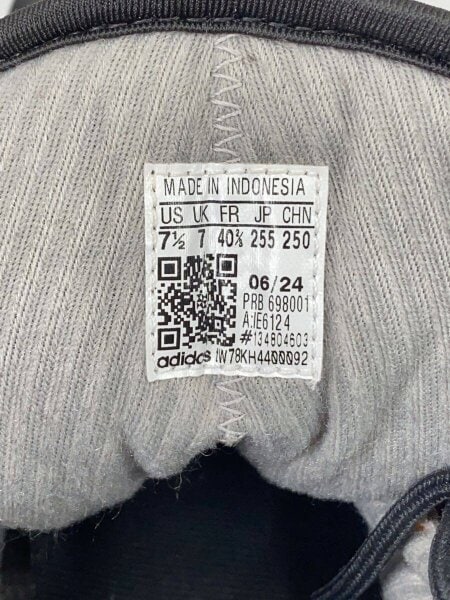 MADE IN INDONESIA
US UK FR JP CHN
7½ 7 40⅔ 255 250
06/24
PRB 698001
A:IE6124
#134804603
adidas IW78KH4400092